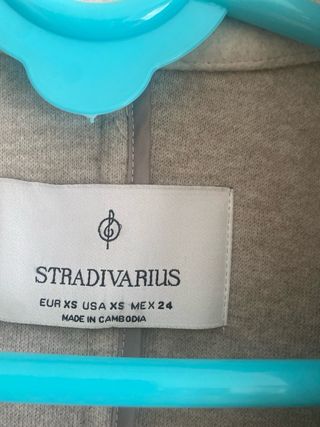 STRADIVARIUS
EUR XS USA XS MEX 24
MADE IN CAMBODIA